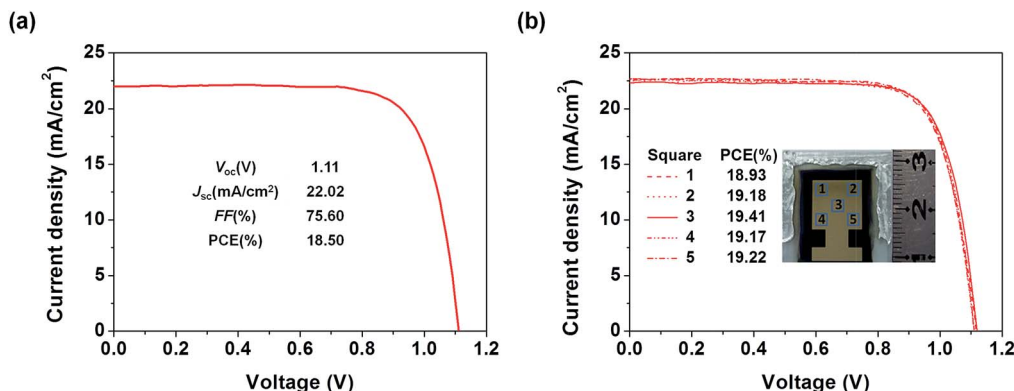 (a)
25
20
15
10
5
0
Current density (mA/cm²)
Voc(V) 1.11
Jsc(mA/cm²) 22.02
FF(%) 75.60
PCE(%) 18.50
0.0 0.2 0.4 0.6 0.8 1.0 1.2
Voltage (V)
(b)
25
20
15
10
5
0
Current density (mA/cm²)
Square PCE(%)
1 18.93
2 19.18
3 19.41
4 19.17
5 19.22
1 2
3
4 5
3
2
1
0.0 0.2 0.4 0.6 0.8 1.0 1.2
Voltage (V)